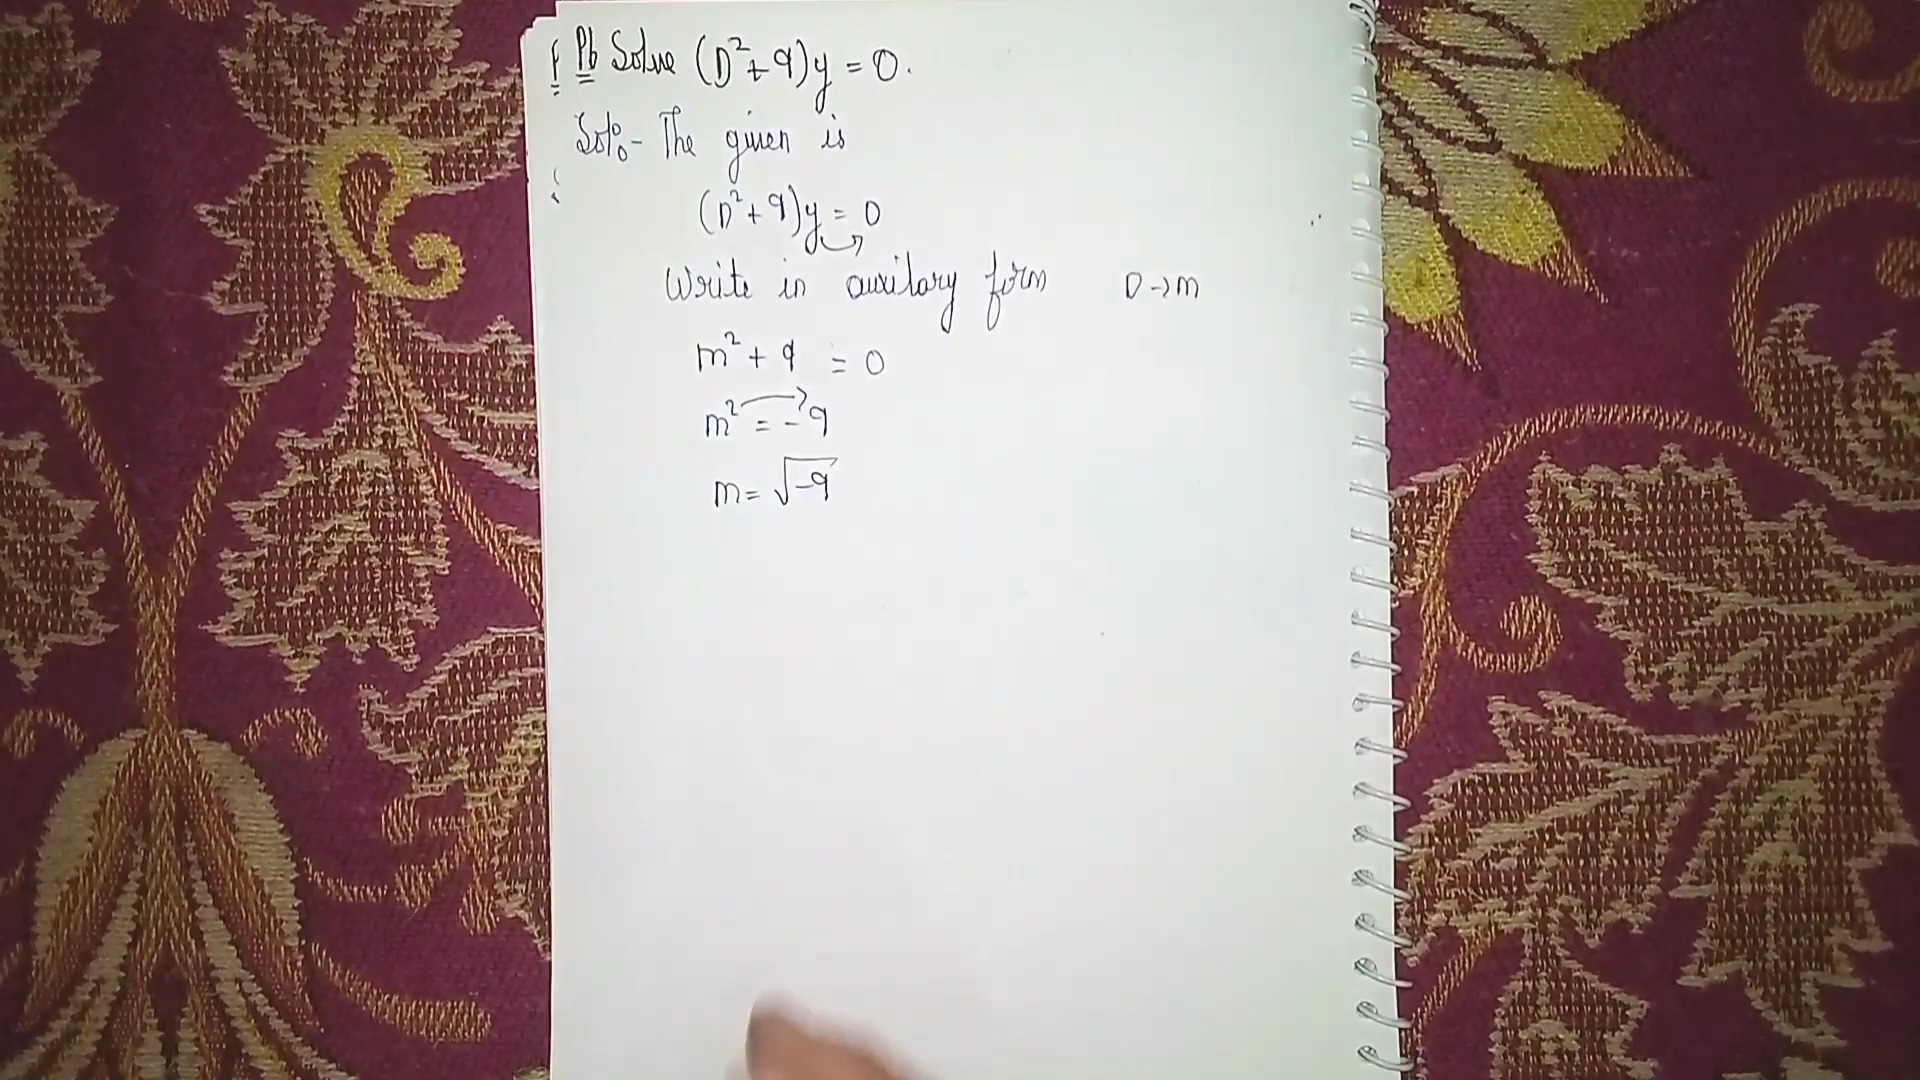 Pb Solve (D²+9)y = 0.
Sol:- The given is
(D²+9)y = 0
Write in auxilary form D→m
m² + 9 = 0
m² = -9
m = √-9